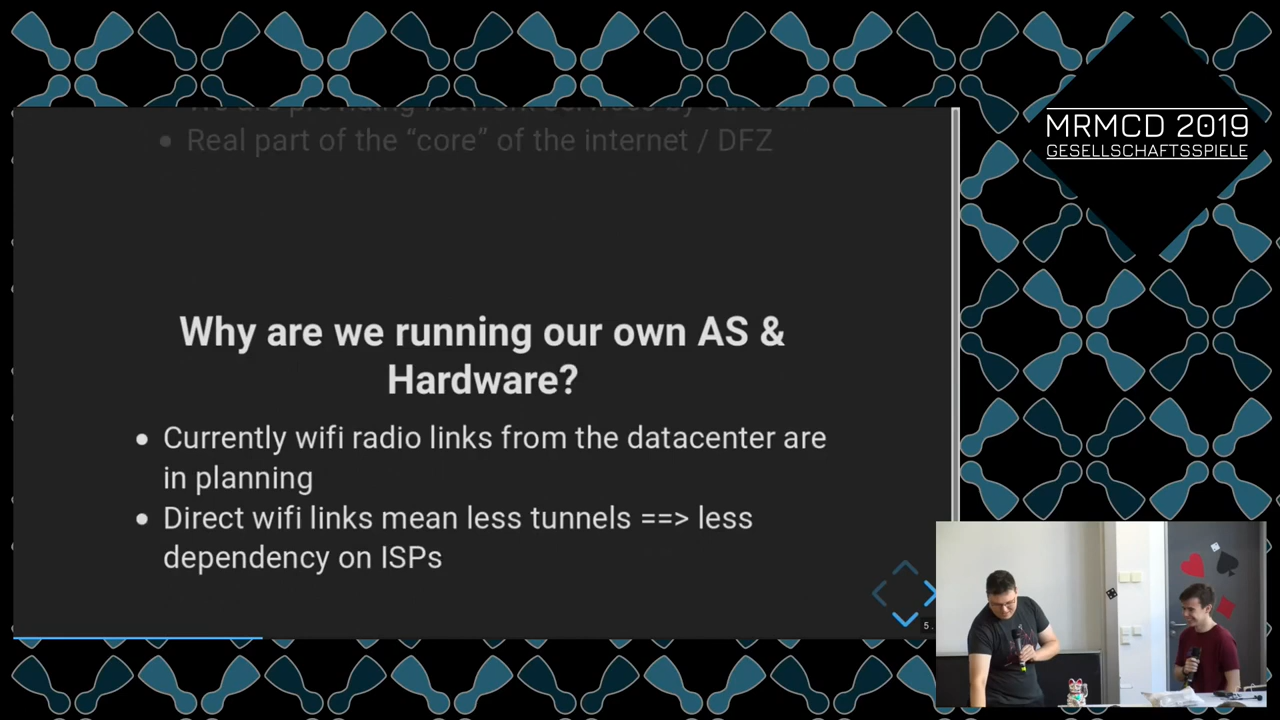 Real part of the “core” of the internet / DFZ
MRMCD 2019
GESELLSCHAFTSSPIELE
Why are we running our own AS &
Hardware?
Currently wifi radio links from the datacenter are
in planning
Direct wifi links mean less tunnels ==> less
dependency on ISPs
5.